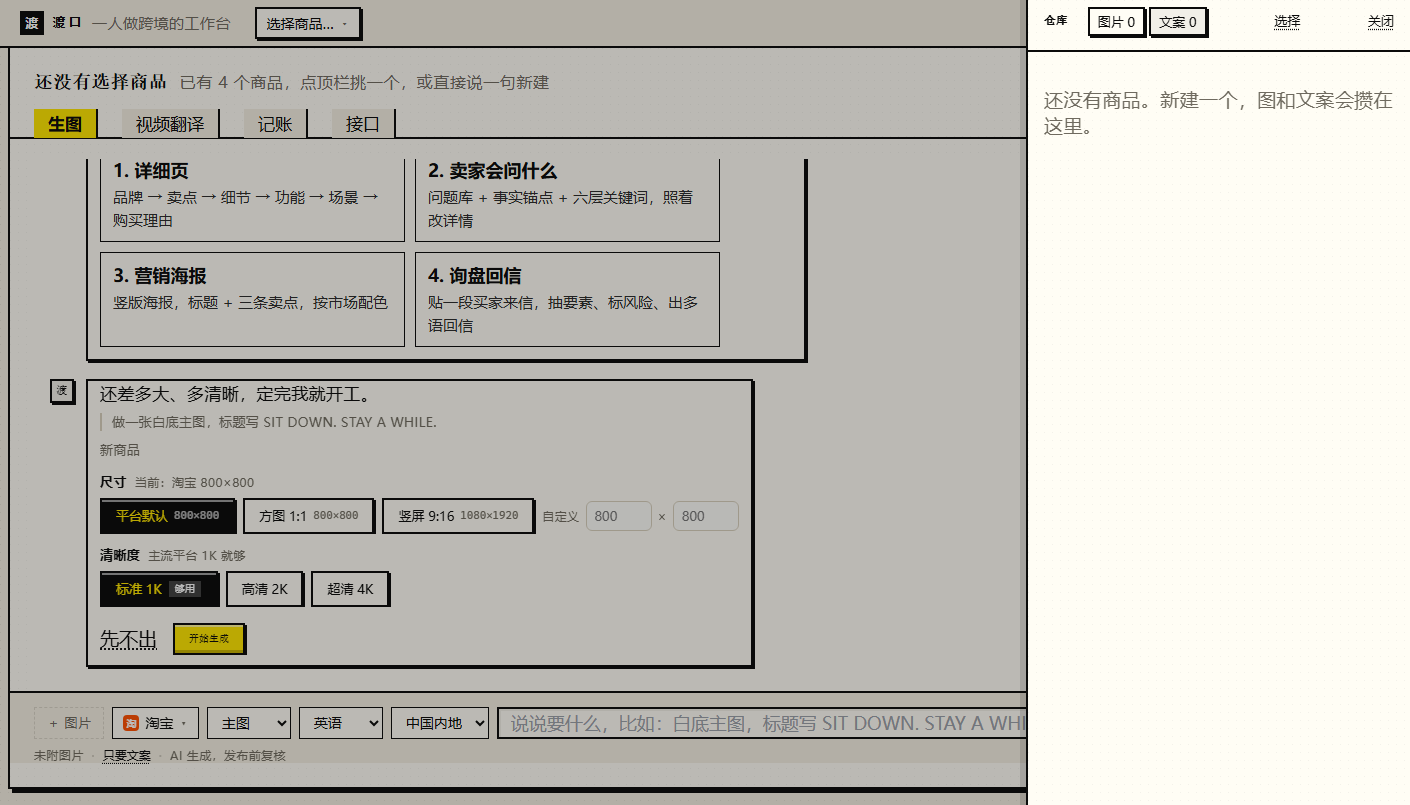 渡 渡口 一人做跨境的工作台 选择商品...
仓库 图片 0 文案 0 选择 关闭
还没有选择商品 已有 4 个商品，点顶栏挑一个，或直接说一句新建
生图 视频翻译 记账 接口
还没有商品。新建一个，图和文案会攒在
这里。
1. 详细页
品牌 → 卖点 → 细节 → 功能 → 场景 →
购买理由
2. 卖家会问什么
问题库 + 事实锚点 + 六层关键词，照着
改详情
3. 营销海报
竖版海报，标题 + 三条卖点，按市场配色
4. 询盘回信
贴一段买家来信，抽要素、标风险、出多
语回信
渡
还差多大、多清晰，定完我就开工。
做一张白底主图，标题写 SIT DOWN. STAY A WHILE.
新商品
尺寸 当前：淘宝 800×800
平台默认 800×800 方图 1:1 800×800 竖屏 9:16 1080×1920 自定义 800 × 800
清晰度 主流平台 1K 就够
标准 1K 够用 高清 2K 超清 4K
先不出 开始生成
+ 图片 淘 淘宝 主图 英语 中国内地 说说要什么，比如：白底主图，标题写 SIT DOWN. STAY A WHI
未附图片 · 只要文案 · AI 生成，发布前复核